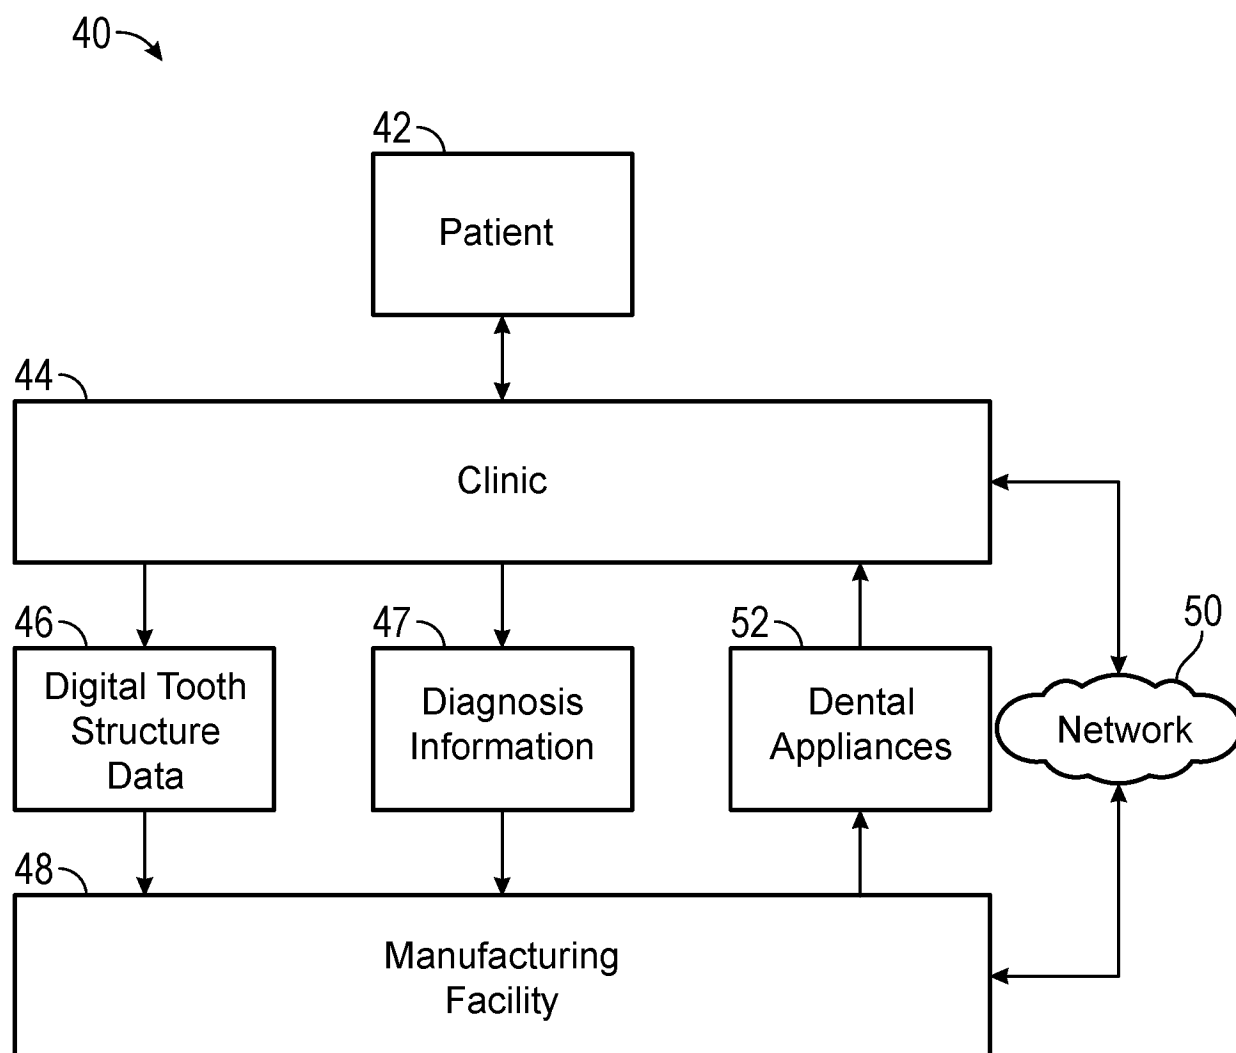 40
42
Patient
44
Clinic
46
47
52
50
Digital Tooth
Structure
Data
Diagnosis
Information
Dental
Appliances
Network
48
Manufacturing
Facility